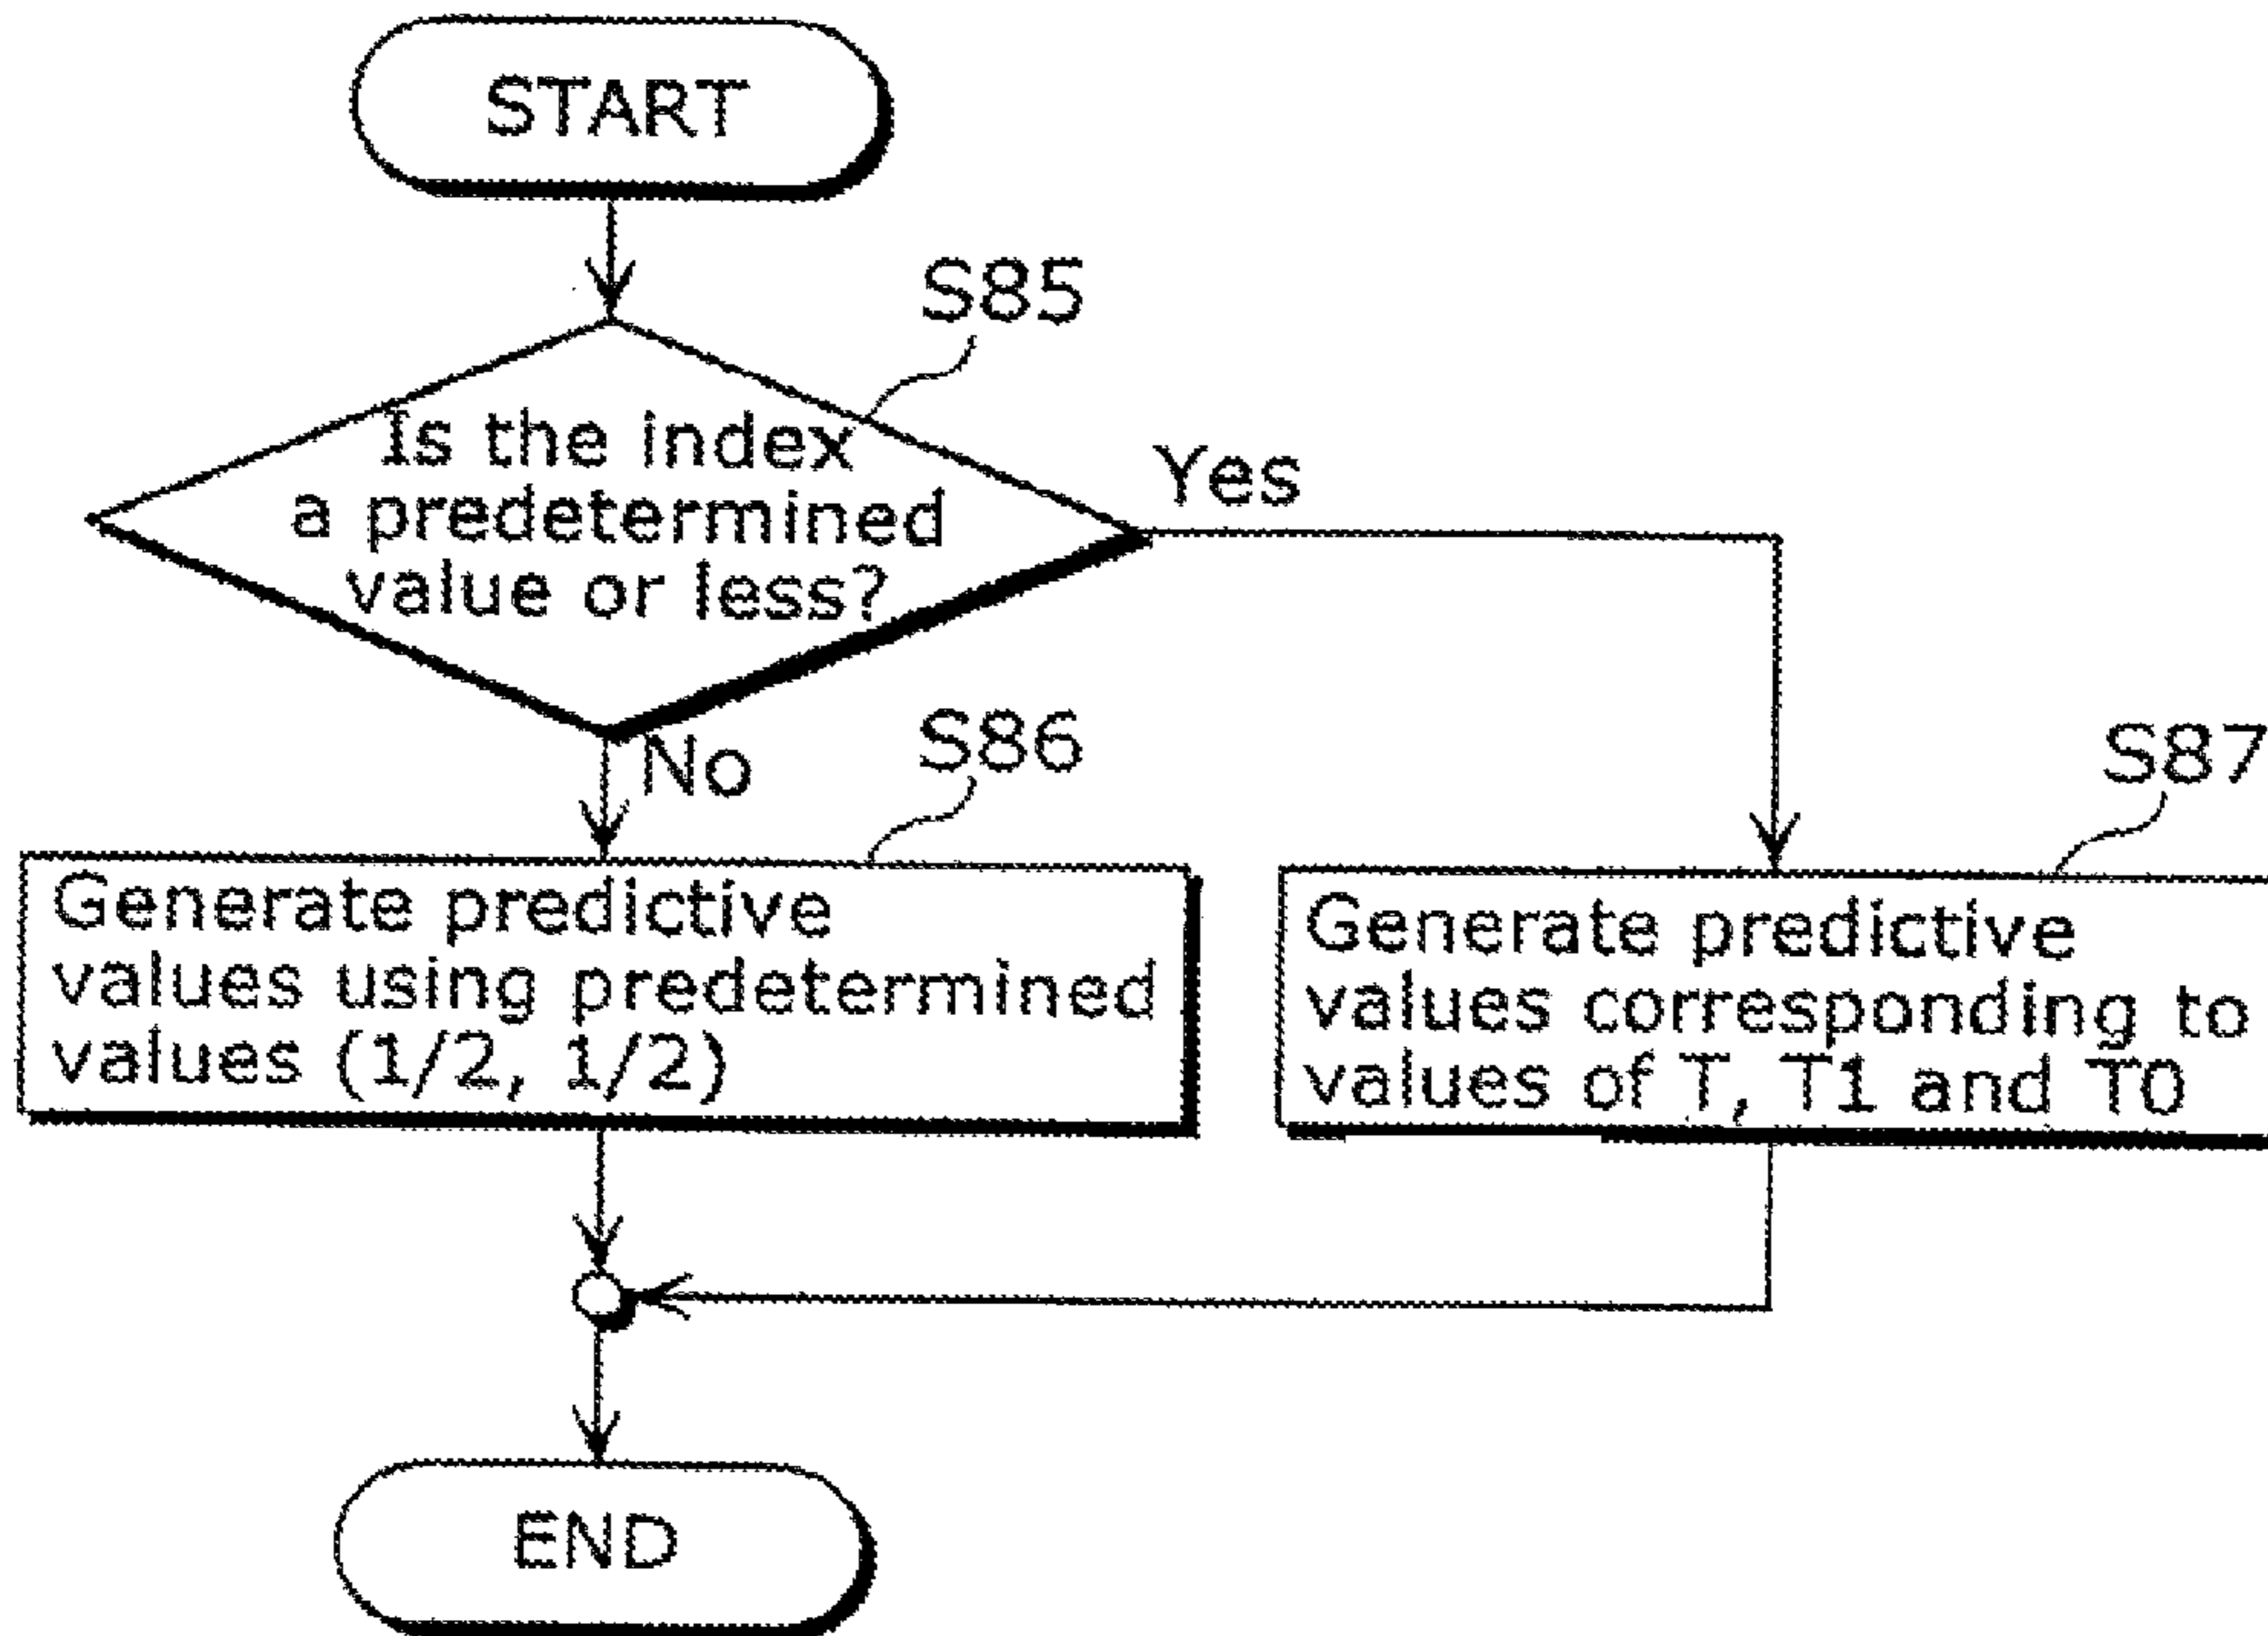 START
S85
Is the index
a predetermined
value or less?
Yes
No
S86
S87
Generate predictive
values using predetermined
values (1/2, 1/2)
Generate predictive
values corresponding to
values of T, T1 and T0
END